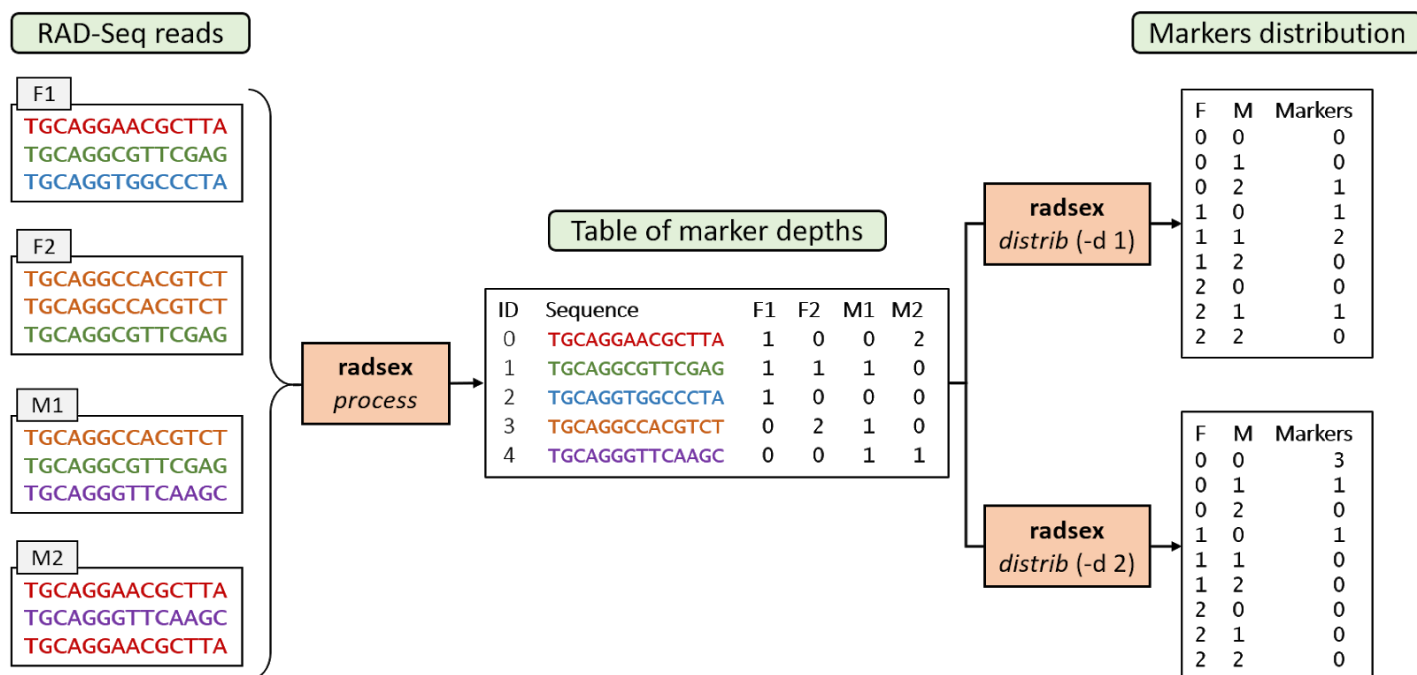 RAD-Seq reads
F1
TGCAGGAACGCTTA
TGCAGGCGTTCGAG
TGCAGGTGGCCCTA
F2
TGCAGGCCACGTCT
TGCAGGCCACGTCT
TGCAGGCGTTCGAG
M1
TGCAGGCCACGTCT
TGCAGGCGTTCGAG
TGCAGGGTTCAAGC
M2
TGCAGGAACGCTTA
TGCAGGGTTCAAGC
TGCAGGAACGCTTA
radsex
process
Table of marker depths
ID Sequence F1 F2 M1 M2
0 TGCAGGAACGCTTA 1 0 0 2
1 TGCAGGCGTTCGAG 1 1 1 0
2 TGCAGGTGGCCCTA 1 0 0 0
3 TGCAGGCCACGTCT 0 2 1 0
4 TGCAGGGTTCAAGC 0 0 1 1
radsex
distrib (-d 1)
radsex
distrib (-d 2)
Markers distribution
F M Markers
0 0 0
0 1 0
0 2 1
1 0 1
1 1 2
1 2 0
2 0 0
2 1 1
2 2 0
F M Markers
0 0 3
0 1 1
0 2 0
1 0 1
1 1 0
1 2 0
2 0 0
2 1 0
2 2 0